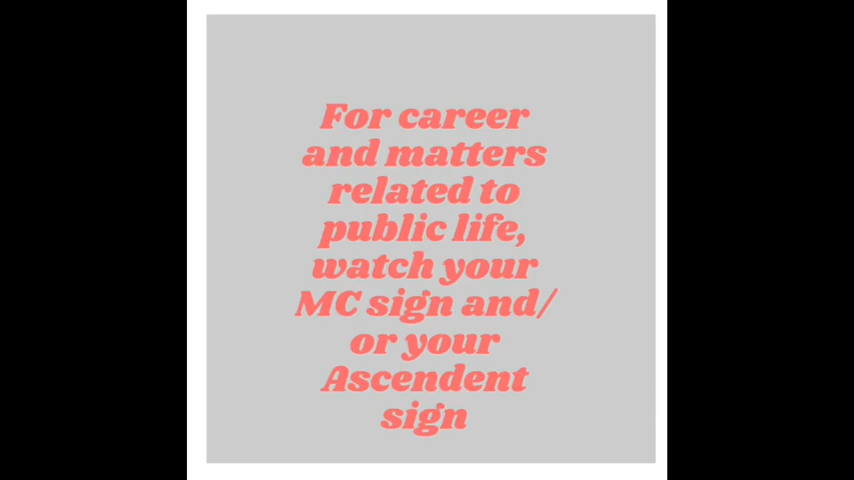 For career
and matters
related to
public life,
watch your
MC sign and/
or your
Ascendent
sign